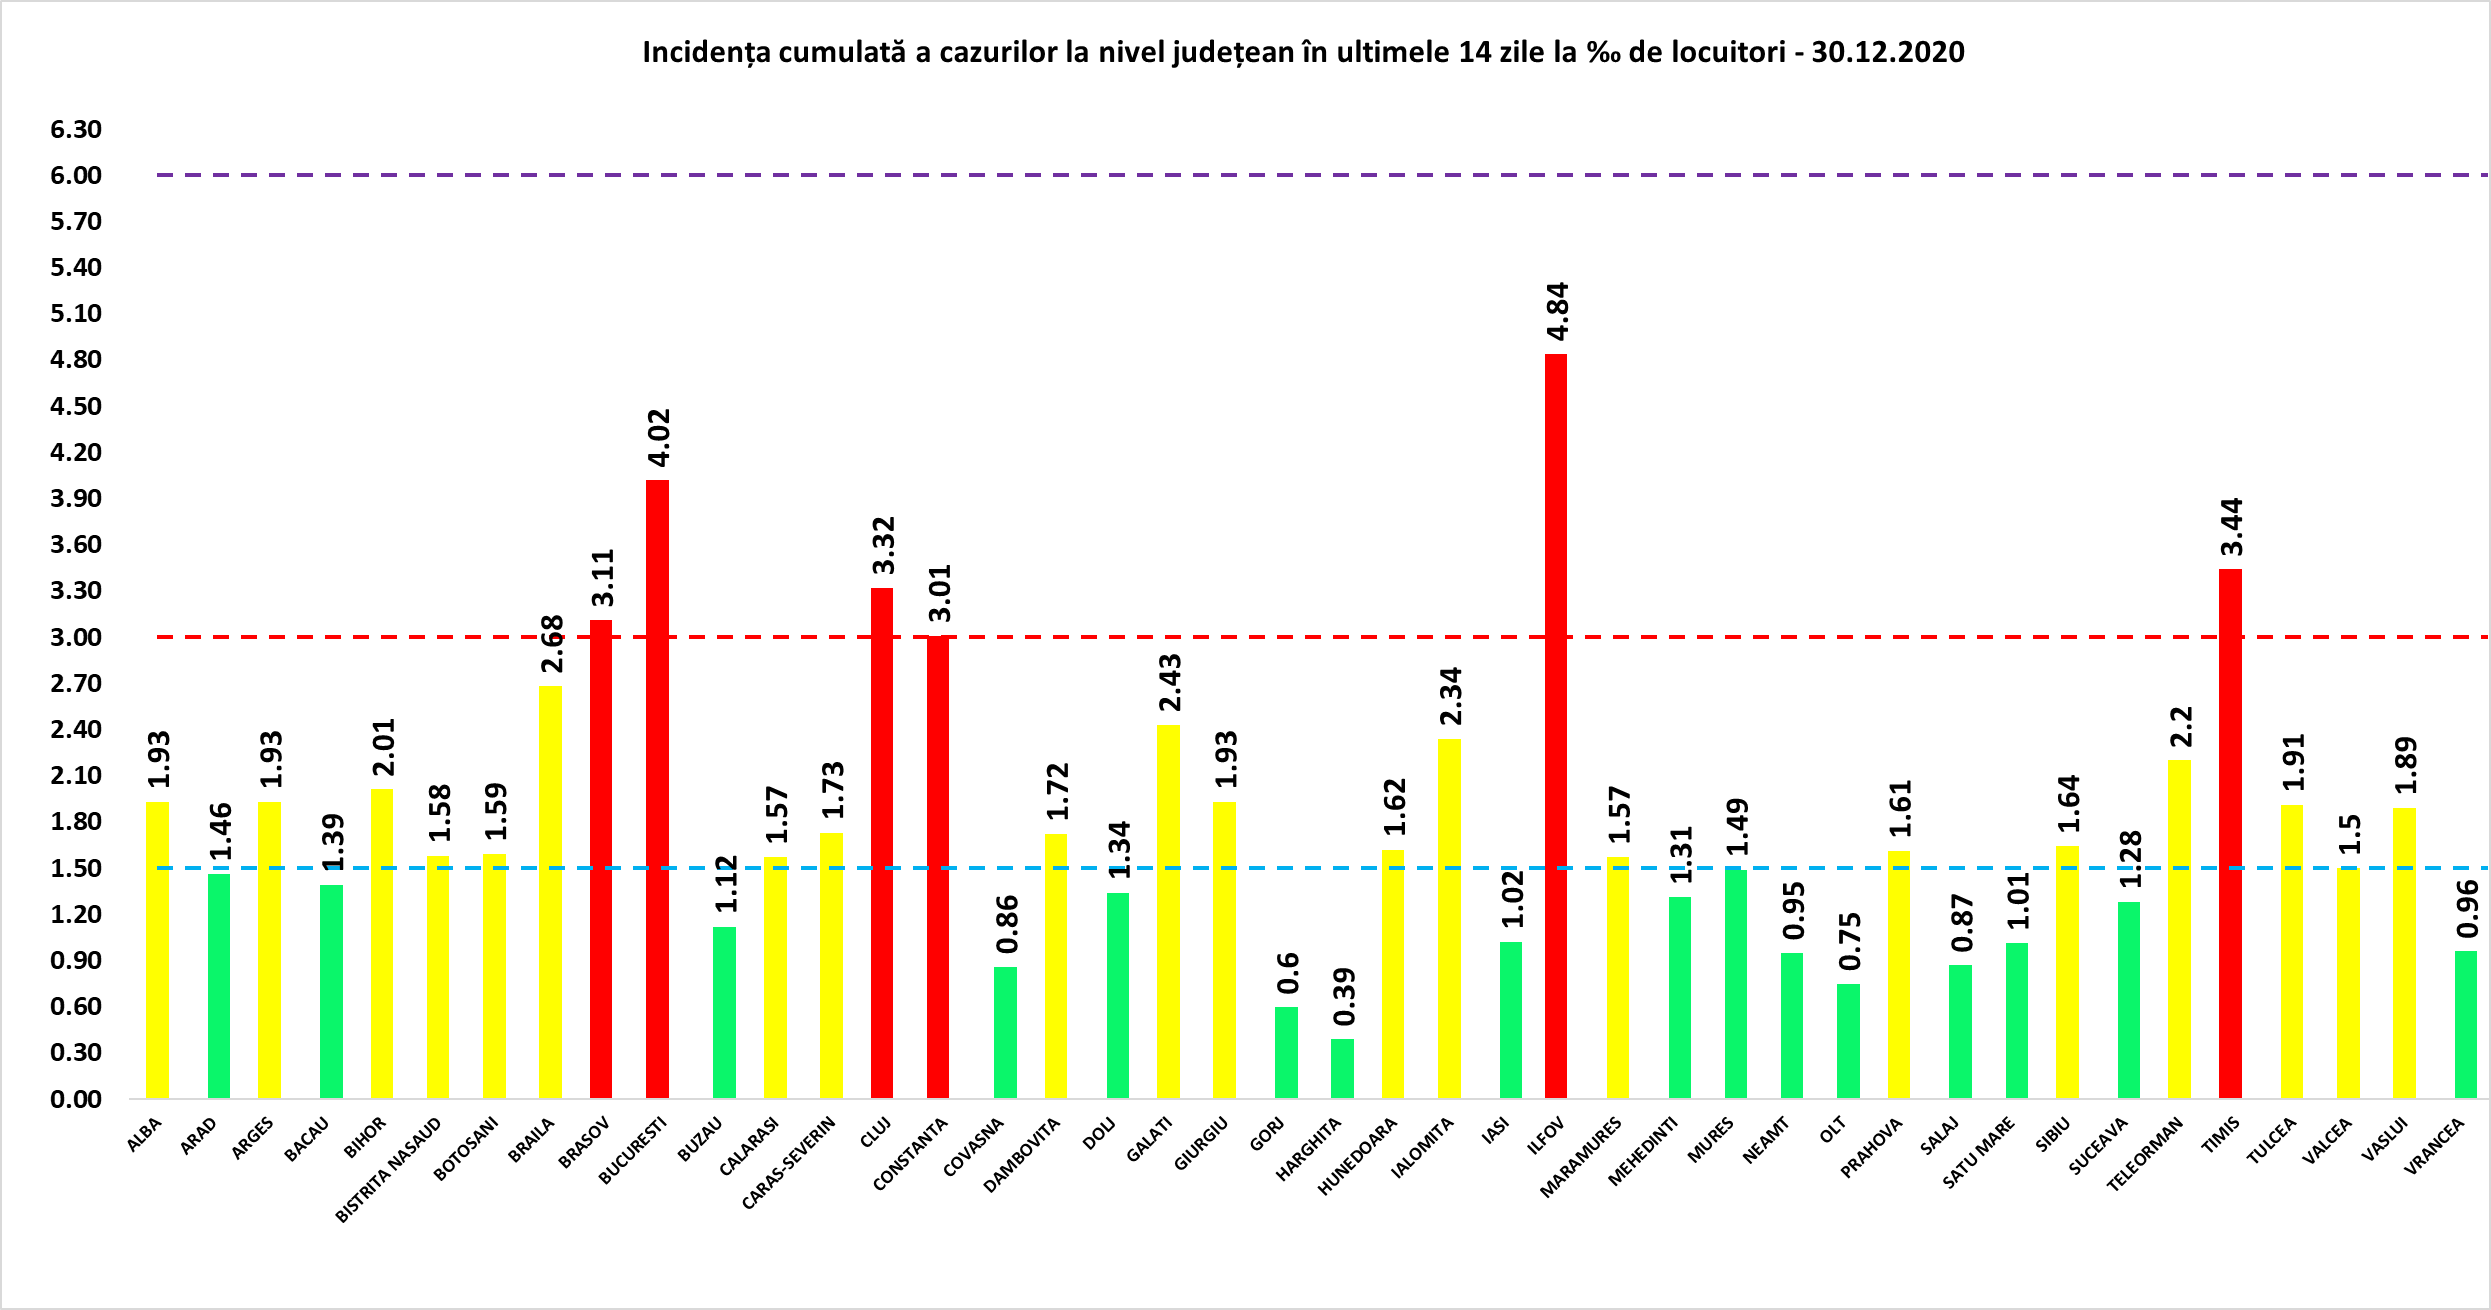 Incidența cumulată a cazurilor la nivel județean în ultimele 14 zile la ‰ de locuitori - 30.12.2020
6.30
6.00
5.70
5.40
5.10
4.80
4.50
4.20
3.90
3.60
3.30
3.00
2.70
2.40
2.10
1.80
1.50
1.20
0.90
0.60
0.30
0.00
1.93
1.46
1.93
1.39
2.01
1.58
1.59
2.68
3.11
4.02
1.12
1.57
1.73
3.32
3.01
0.86
1.72
1.34
2.43
1.93
0.6
0.39
1.62
2.34
1.02
4.84
1.57
1.31
1.49
0.95
0.75
1.61
0.87
1.01
1.64
1.28
2.2
3.44
1.91
1.5
1.89
0.96
ALBA
ARAD
ARGES
BACAU
BIHOR
BISTRITA NASAUD
BOTOSANI
BRAILA
BRASOV
BUCURESTI
BUZAU
CALARASI
CARAS-SEVERIN
CLUJ
CONSTANTA
COVASNA
DAMBOVITA
DOLJ
GALATI
GIURGIU
GORJ
HARGHITA
HUNEDOARA
IALOMITA
IASI
ILFOV
MARAMURES
MEHEDINTI
MURES
NEAMT
OLT
PRAHOVA
SALAJ
SATU MARE
SIBIU
SUCEAVA
TELEORMAN
TIMIS
TULCEA
VALCEA
VASLUI
VRANCEA